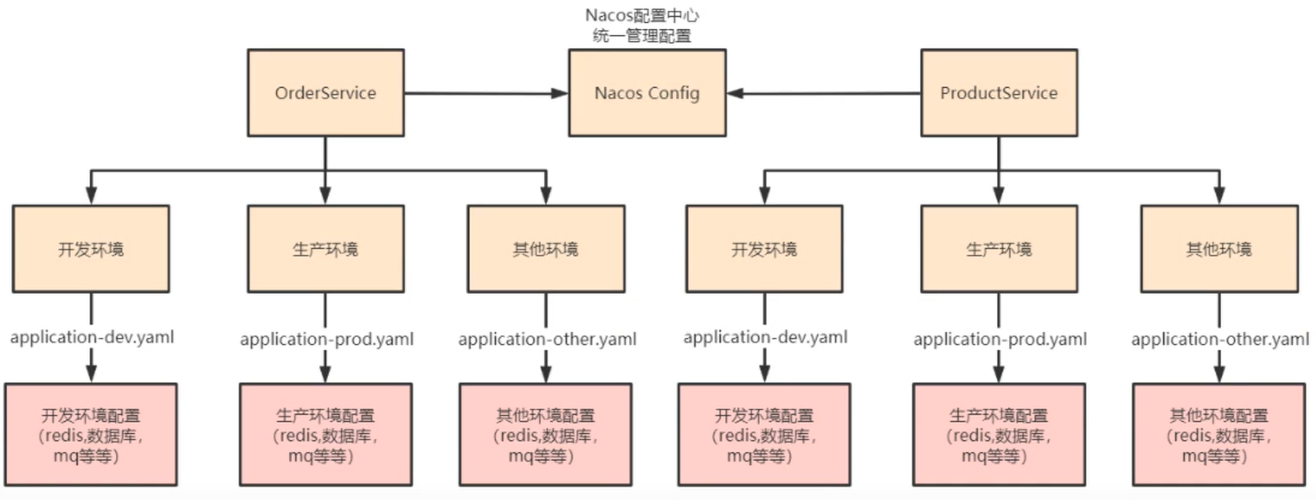 Nacos配置中心
统一管理配置
OrderService
Nacos Config
ProductService
开发环境
生产环境
其他环境
开发环境
生产环境
其他环境
application-dev.yaml
application-prod.yaml
application-other.yaml
application-dev.yaml
application-prod.yaml
application-other.yaml
开发环境配置
（redis,数据库，
mq等等）
生产环境配置
（redis,数据库，
mq等等）
其他环境配置
（redis,数据库，
mq等等）
开发环境配置
（redis,数据库，
mq等等）
生产环境配置
（redis,数据库，
mq等等）
其他环境配置
（redis,数据库，
mq等等）